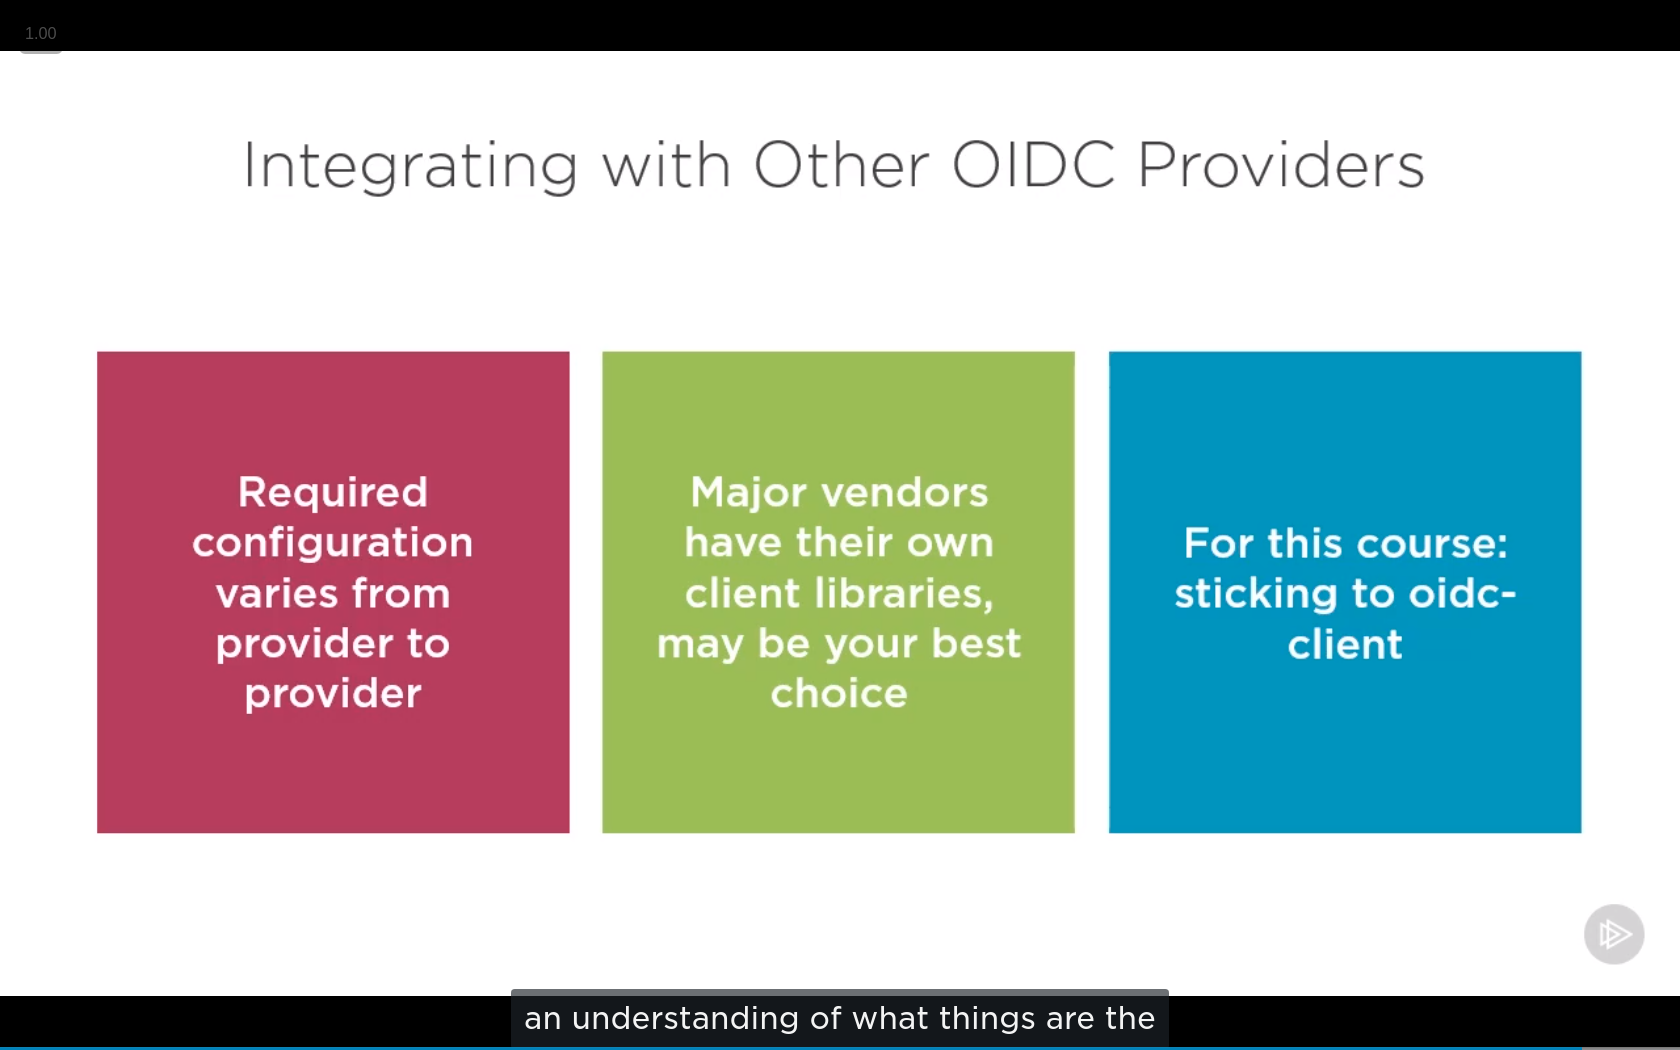 1.00
Integrating with Other OIDC Providers
Required
configuration
varies from
provider to
provider
Major vendors
have their own
client libraries,
may be your best
choice
For this course:
sticking to oidc-
client
an understanding of what things are the